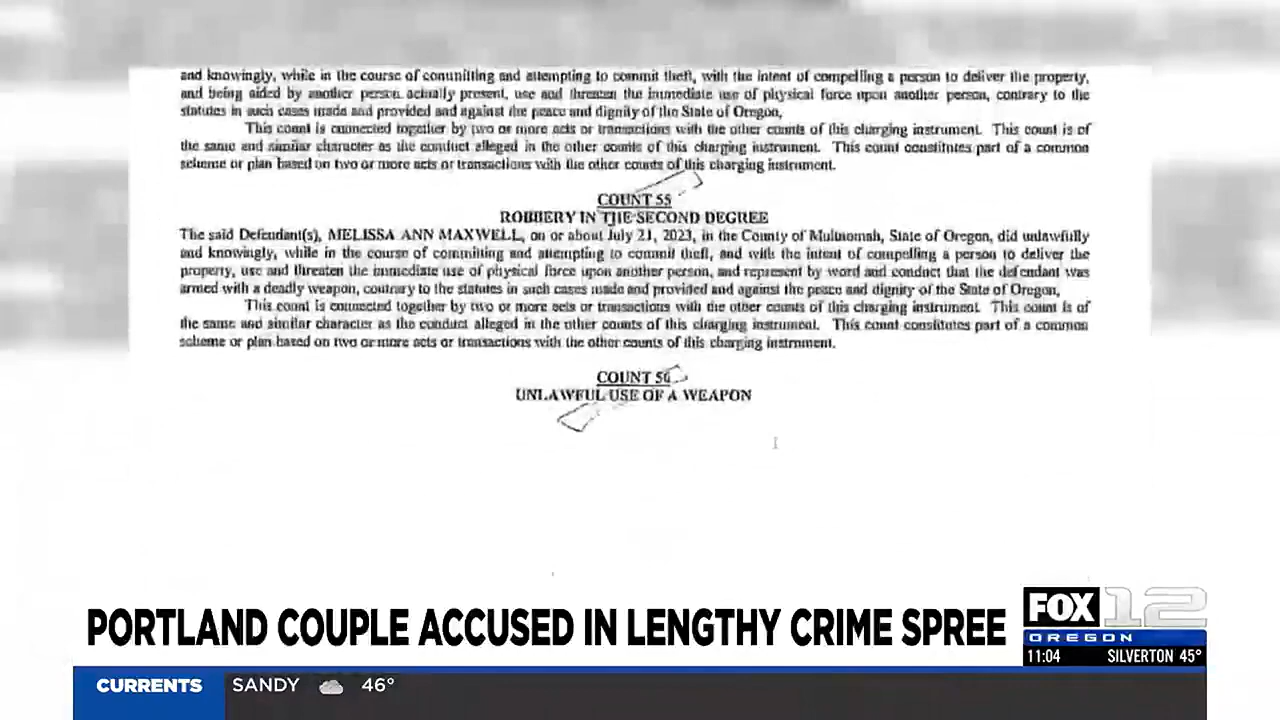 and knowingly, while in the course of conunilting and attempting to commit theft, with the intent of compelling a person to deliver the property,
and being aided by another person actually present, use and threaten the immediate use of physical force upon another person, contrary to the
statutes in such cases made and provided and against the peace and dignity of the State of Oregon,
This count is connected together by two or more acts or transactions with the other counts of this charging instrument. This count is of
the same and similar character as the conduct alleged in the other counts of this charging instrument. This count constitutes part of a common
scheme or plan based on two or more acts or transactions with the other counts of this charging instrument.
COUNT 55
ROBBERY IN THE SECOND DEGREE
The said Defendant(s), MELISSA ANN MAXWELL, on or about July 21, 2023, in the County of Multnomah, State of Oregon, did unlawfully
and knowingly, while in the course of committing and attempting to commit theft, and with the intent of compelling a person to deliver the
property, use and threaten the immediate use of physical force upon another person, and represent by word and conduct that the defendant was
armed with a deadly weapon, contrary to the statutes in such cases made and provided and against the peace and dignity of the State of Oregon,
This count is connected together by two or more acts or transactions with the other counts of this charging instrument. This count is of
the same and similar character as the conduct alleged in the other counts of this charging instrument. This count constitutes part of a common
scheme or plan based on two or more acts or transactions with the other counts of this charging instrument.
COUNT 56
UNLAWFUL USE OF A WEAPON
PORTLAND COUPLE ACCUSED IN LENGTHY CRIME SPREE
FOX 12
OREGON
11:04 SILVERTON 45°
CURRENTS SANDY 46°